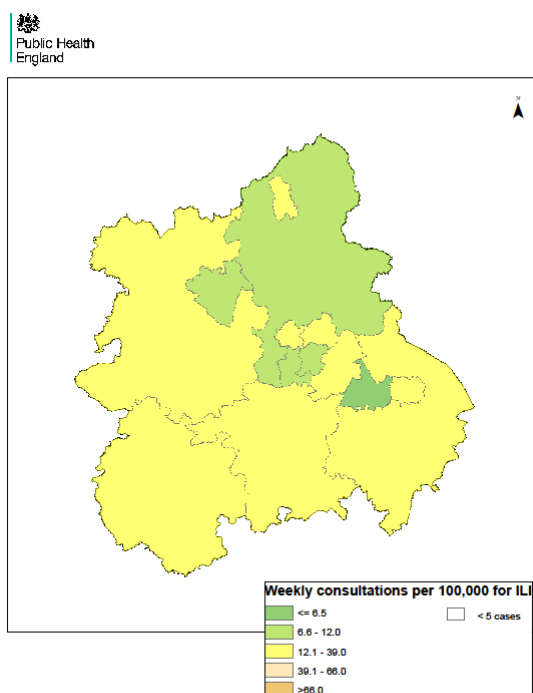 Public Health
England
N
Weekly consultations per 100,000 for ILI
<= 6.5
< 5 cases
6.6 - 12.0
12.1 - 39.0
39.1 - 66.0
>66.0